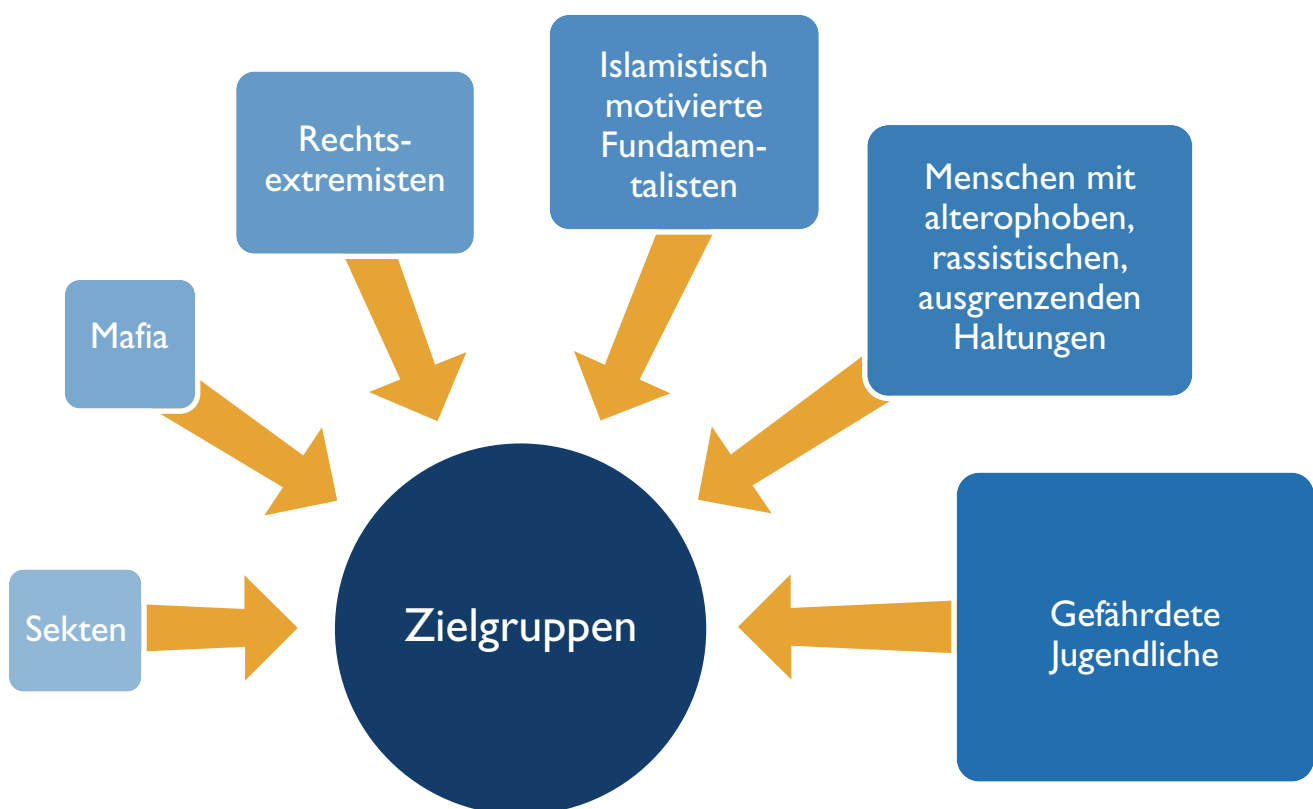 Sekten
Mafia
Rechts-
extremisten
Islamistisch
motivierte
Fundamen-
talisten
Menschen mit
alterophoben,
rassistischen,
ausgrenzenden
Haltungen
Gefährdete
Jugendliche
Zielgruppen